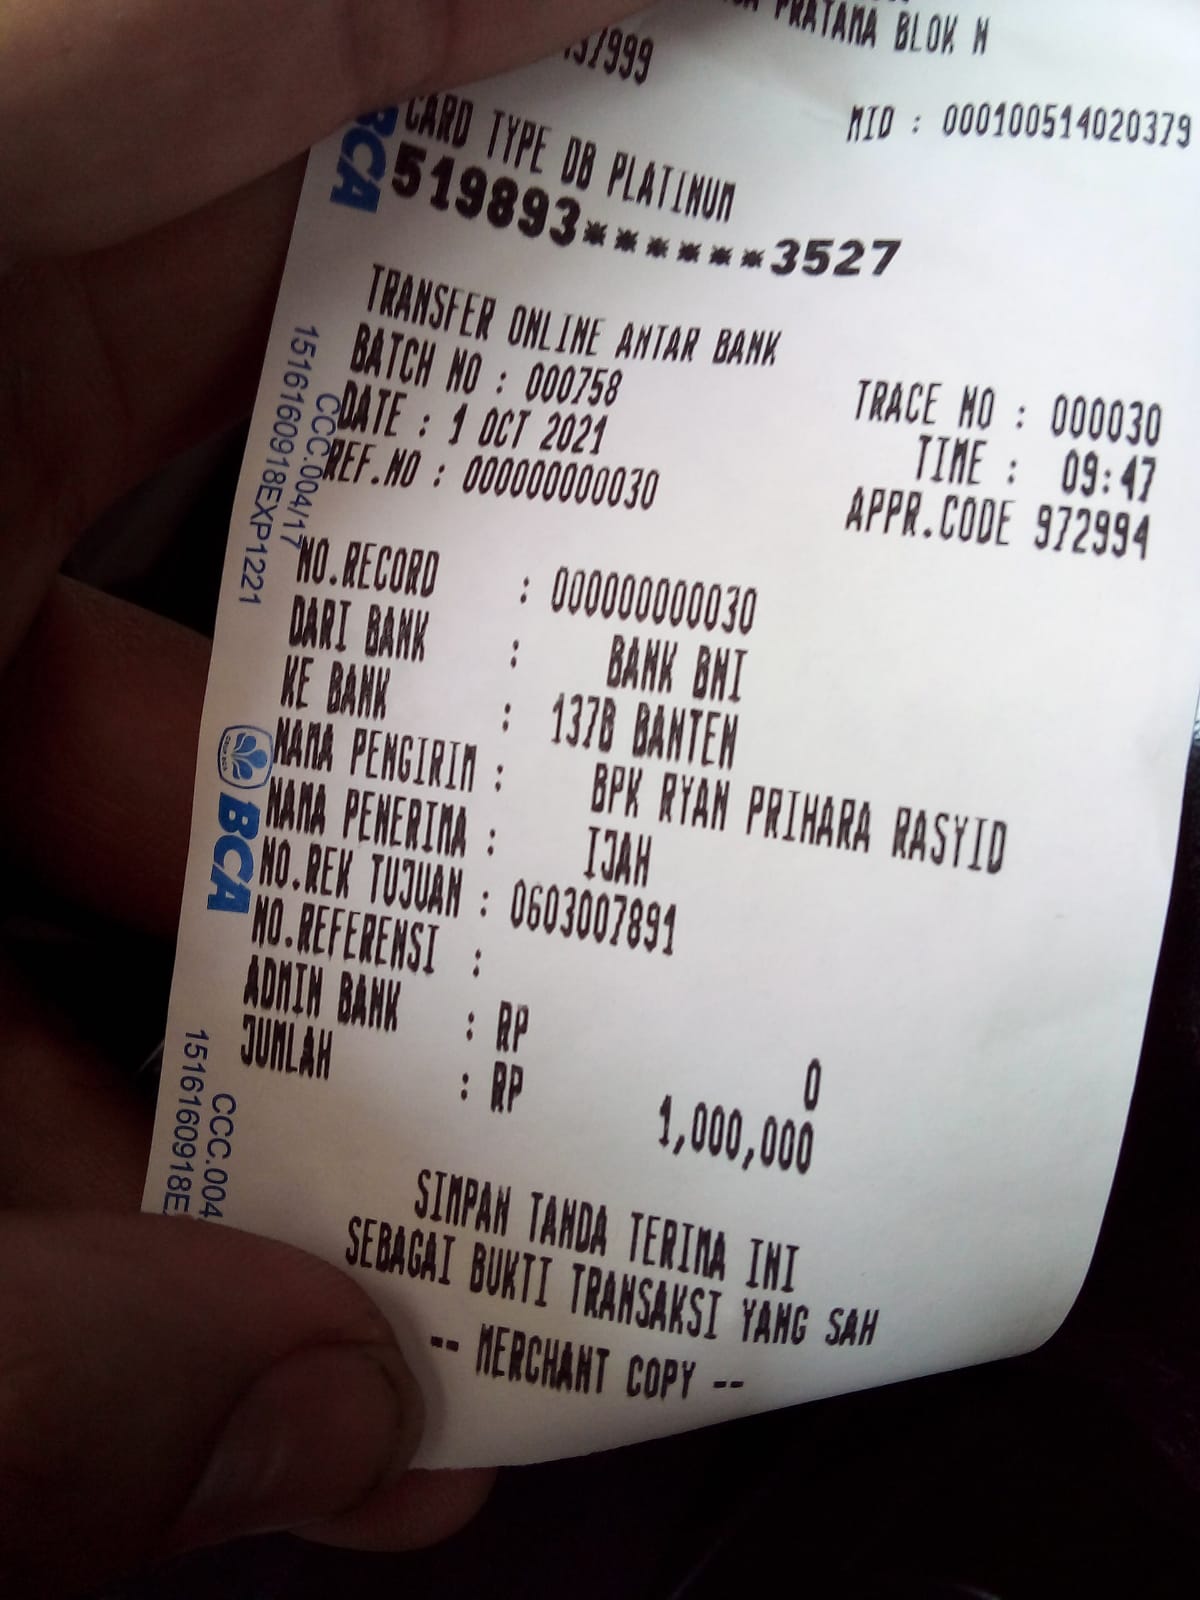 PRATAMA BLOK N
37999
MID : 000100514020379
CARD TYPE DB PLATINUM
519893******3527
TRANSFER ONLINE ANTAR BANK
BATCH NO : 000758 TRACE NO : 000030
DATE : 1 OCT 2021 TIME : 09:47
REF.NO : 000000000030 APPR.CODE 972994
NO.RECORD : 000000000030
DARI BANK : BANK BNI
KE BANK : 137B BANTEN
NAMA PENGIRIM : BPK RYAN PRIHARA RASYID
NAMA PENERIMA : IJAH
NO.REK TUJUAN : 0603007891
NO.REFERENSI :
ADMIN BANK : RP 0
JUMLAH : RP 1,000,000
SIMPAN TANDA TERIMA INI
SEBAGAI BUKTI TRANSAKSI YANG SAH
-- MERCHANT COPY --
BCA
CCC.004/17
1516160918EXP1221
BCA
CCC.004
1516160918E